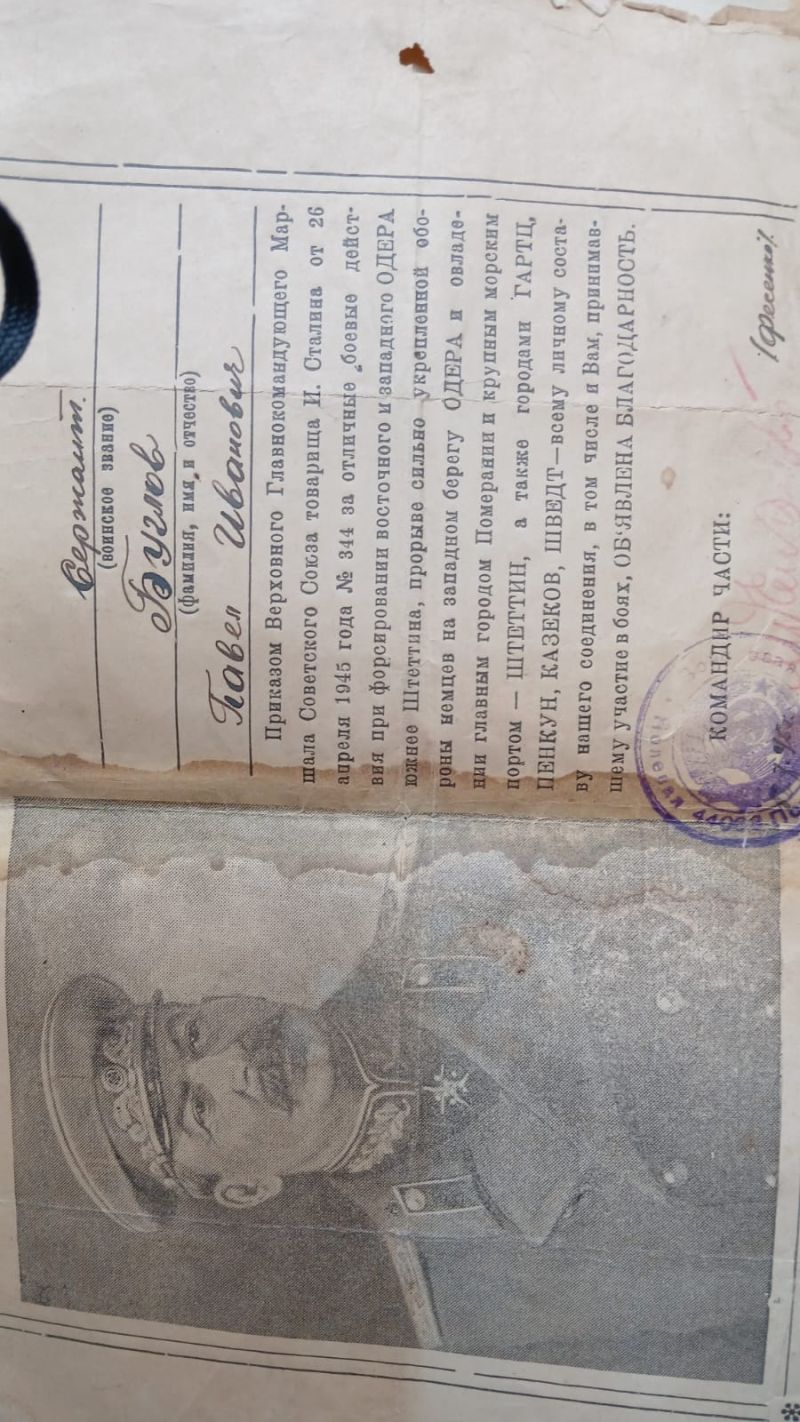 Сержант
(воинское звание)
Буглов
(фамилия, имя и отчество)
Павел Иванович
Приказом Верховного Главнокомандующего Мар-
шала Советского Союза товарища И. Сталина от 26
апреля 1945 года № 344 за отличные боевые дейст-
вия при форсировании восточного и западного ОДЕРА
южнее Штеттина, прорыве сильно укрепленной обо-
роны немцев на западном берегу ОДЕРА и овладе-
нии главным городом Померании и крупным морским
портом — ШТЕТТИН, а также городами ГАРТЦ,
ПЕНКУН, КАЗЕКОВ, ШВЕДТ—всему личному соста-
ву нашего соединения, в том числе и Вам, принимав-
шему участие в боях, ОБ‘ЯВЛЕНА БЛАГОДАРНОСТЬ.
КОМАНДИР ЧАСТИ:
Полевая